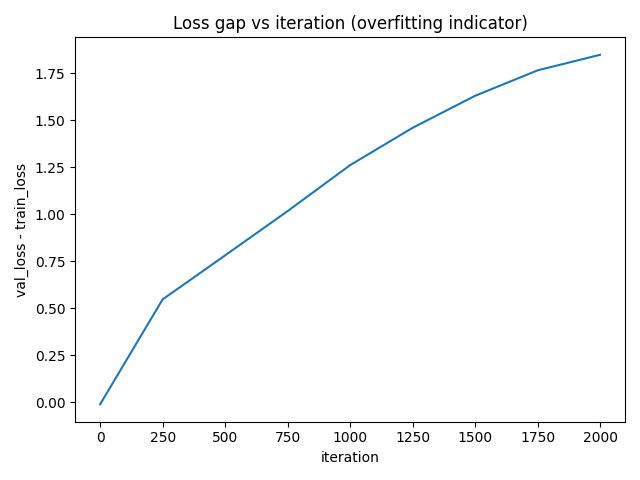 Loss gap vs iteration (overfitting indicator)
val_loss - train_loss
1.75
1.50
1.25
1.00
0.75
0.50
0.25
0.00
0 250 500 750 1000 1250 1500 1750 2000
iteration